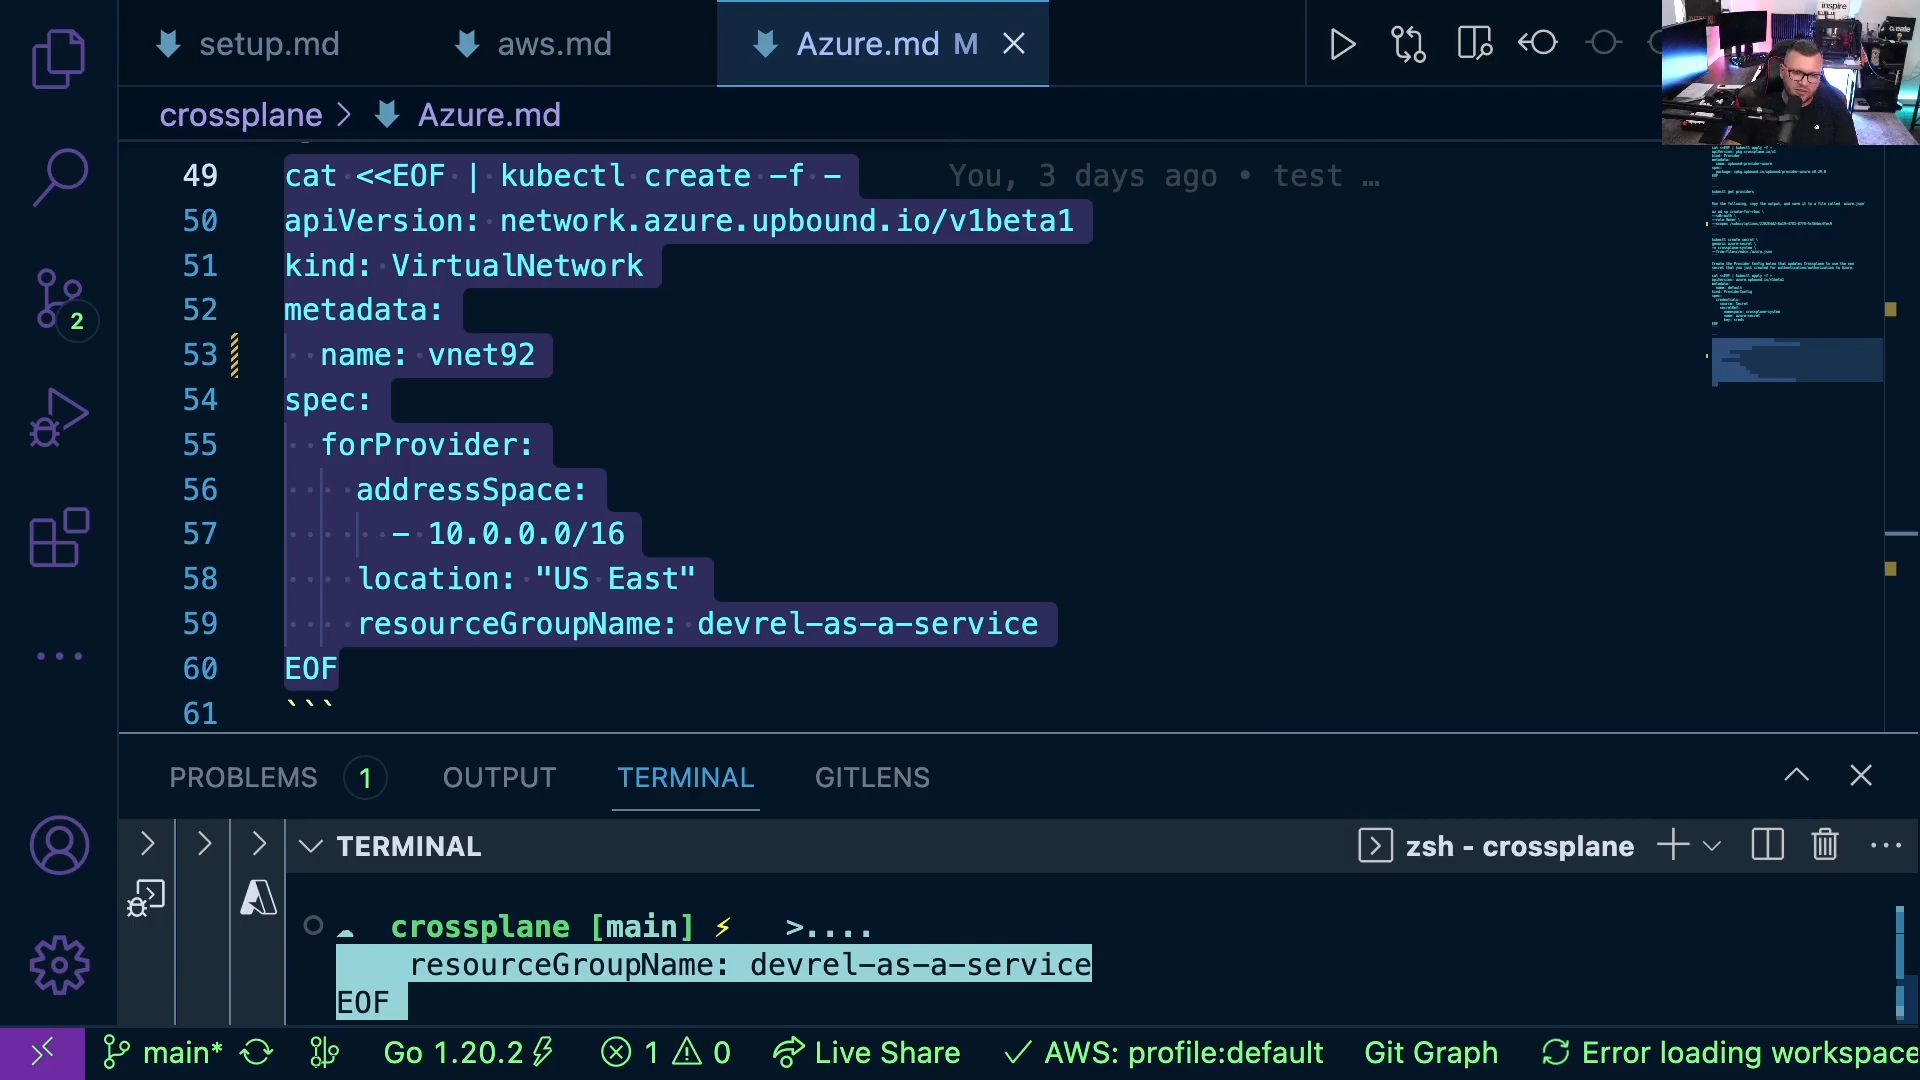 setup.md
aws.md
Azure.md M
inspire
create
crossplane > Azure.md
49 cat <<EOF | kubectl create -f - You, 3 days ago • test …
50 apiVersion: network.azure.upbound.io/v1beta1
51 kind: VirtualNetwork
52 metadata:
53 name: vnet92
54 spec:
55 forProvider:
56 addressSpace:
57 - 10.0.0.0/16
58 location: "US East"
59 resourceGroupName: devrel-as-a-service
60 EOF
61 ```
2
PROBLEMS 1 OUTPUT TERMINAL GITLENS
TERMINAL
zsh - crossplane
crossplane [main] ⚡ >....
resourceGroupName: devrel-as-a-service
EOF
main* Go 1.20.2 1 0 Live Share AWS: profile:default Git Graph Error loading workspace